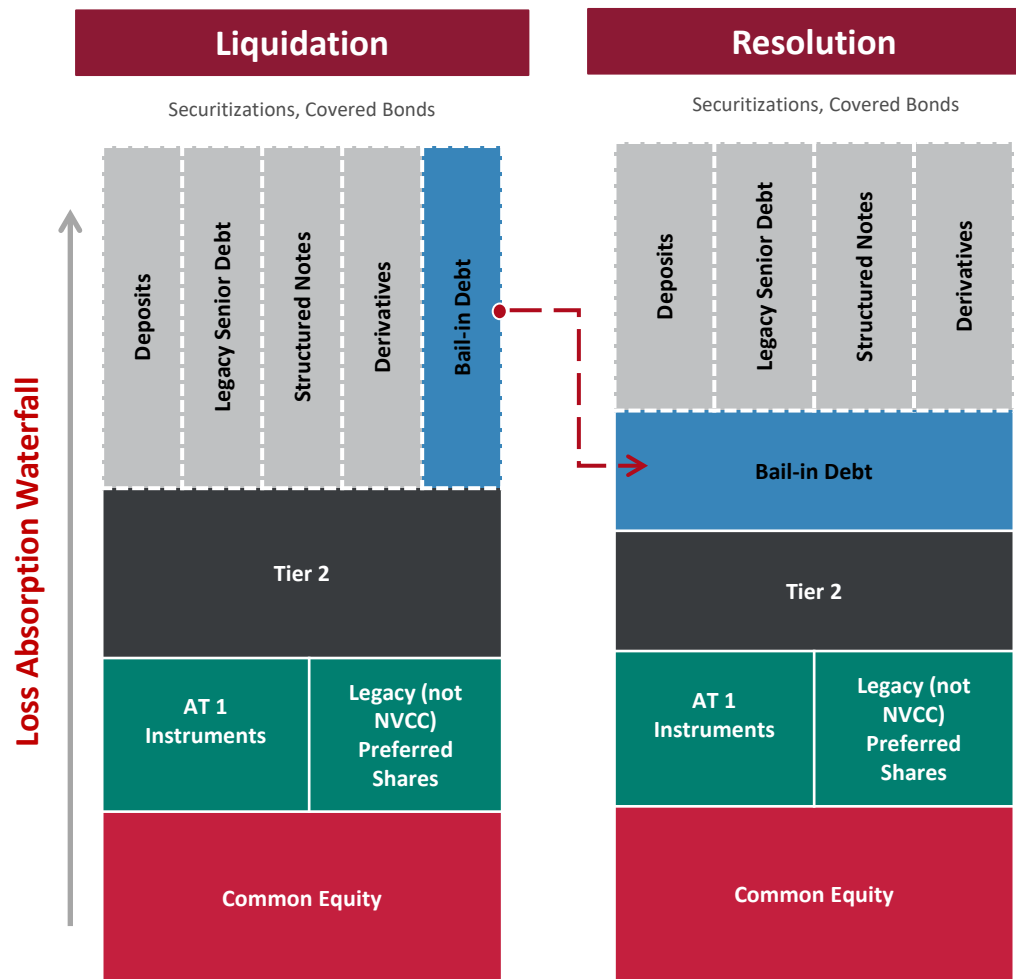 Liquidation
Securitizations, Covered Bonds
Deposits
Legacy Senior Debt
Structured Notes
Derivatives
Bail-in Debt
Tier 2
AT 1
Instruments
Legacy (not
NVCC)
Preferred
Shares
Common Equity
Loss Absorption Waterfall
Resolution
Securitizations, Covered Bonds
Deposits
Legacy Senior Debt
Structured Notes
Derivatives
Bail-in Debt
Tier 2
AT 1
Instruments
Legacy (not
NVCC)
Preferred
Shares
Common Equity